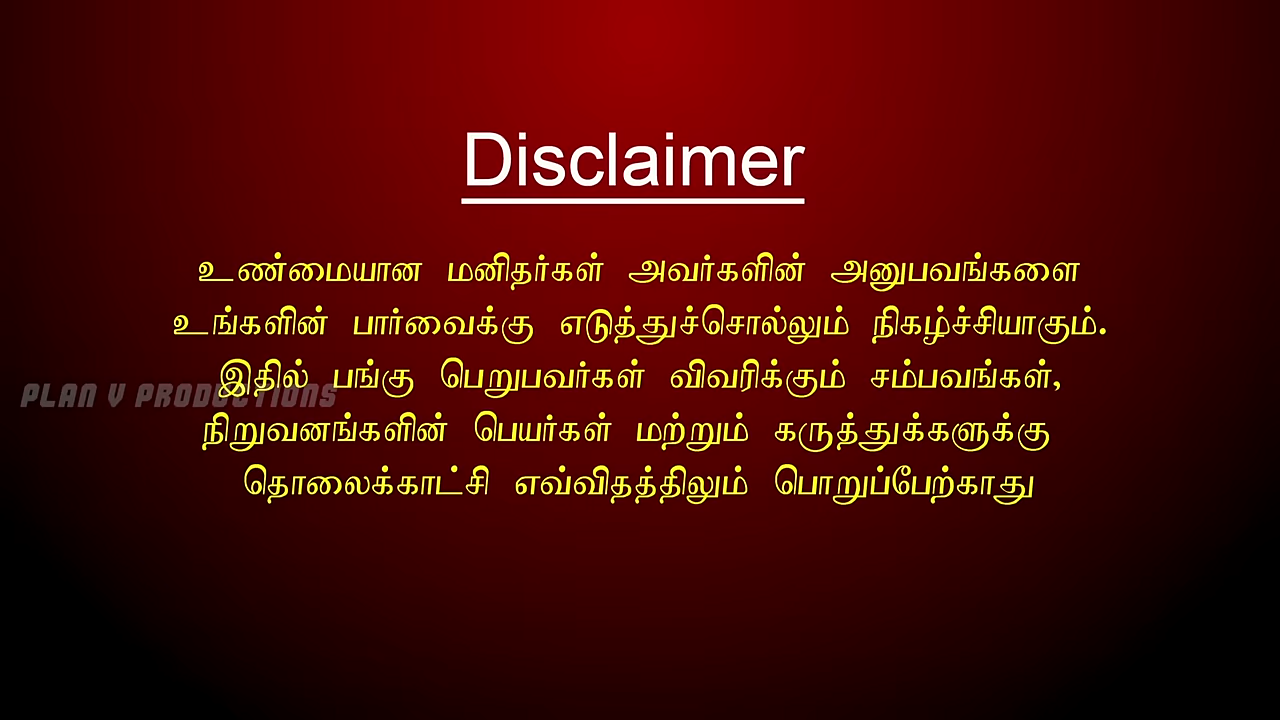 Disclaimer
உண்மையான மனிதர்கள் அவர்களின் அனுபவங்களை
உங்களின் பார்வைக்கு எடுத்துச்சொல்லும் நிகழ்ச்சியாகும்.
இதில் பங்கு பெறுபவர்கள் விவரிக்கும் சம்பவங்கள்,
PLAN V PRODUCTIONS
நிறுவனங்களின் பெயர்கள் மற்றும் கருத்துக்களுக்கு
தொலைக்காட்சி எவ்விதத்திலும் பொறுப்பேற்காது